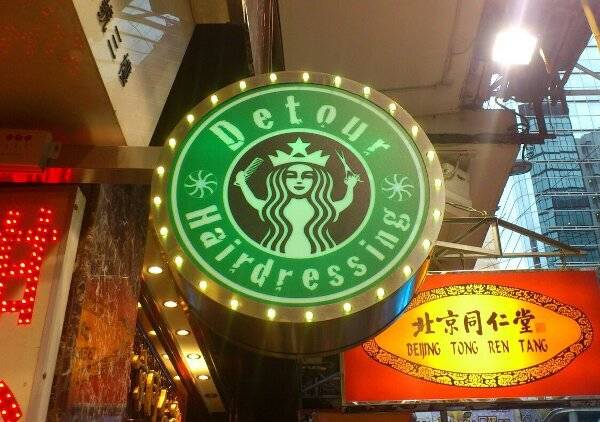 Detour
Hairdressing
北京同仁堂
BEIJING TONG REN TANG